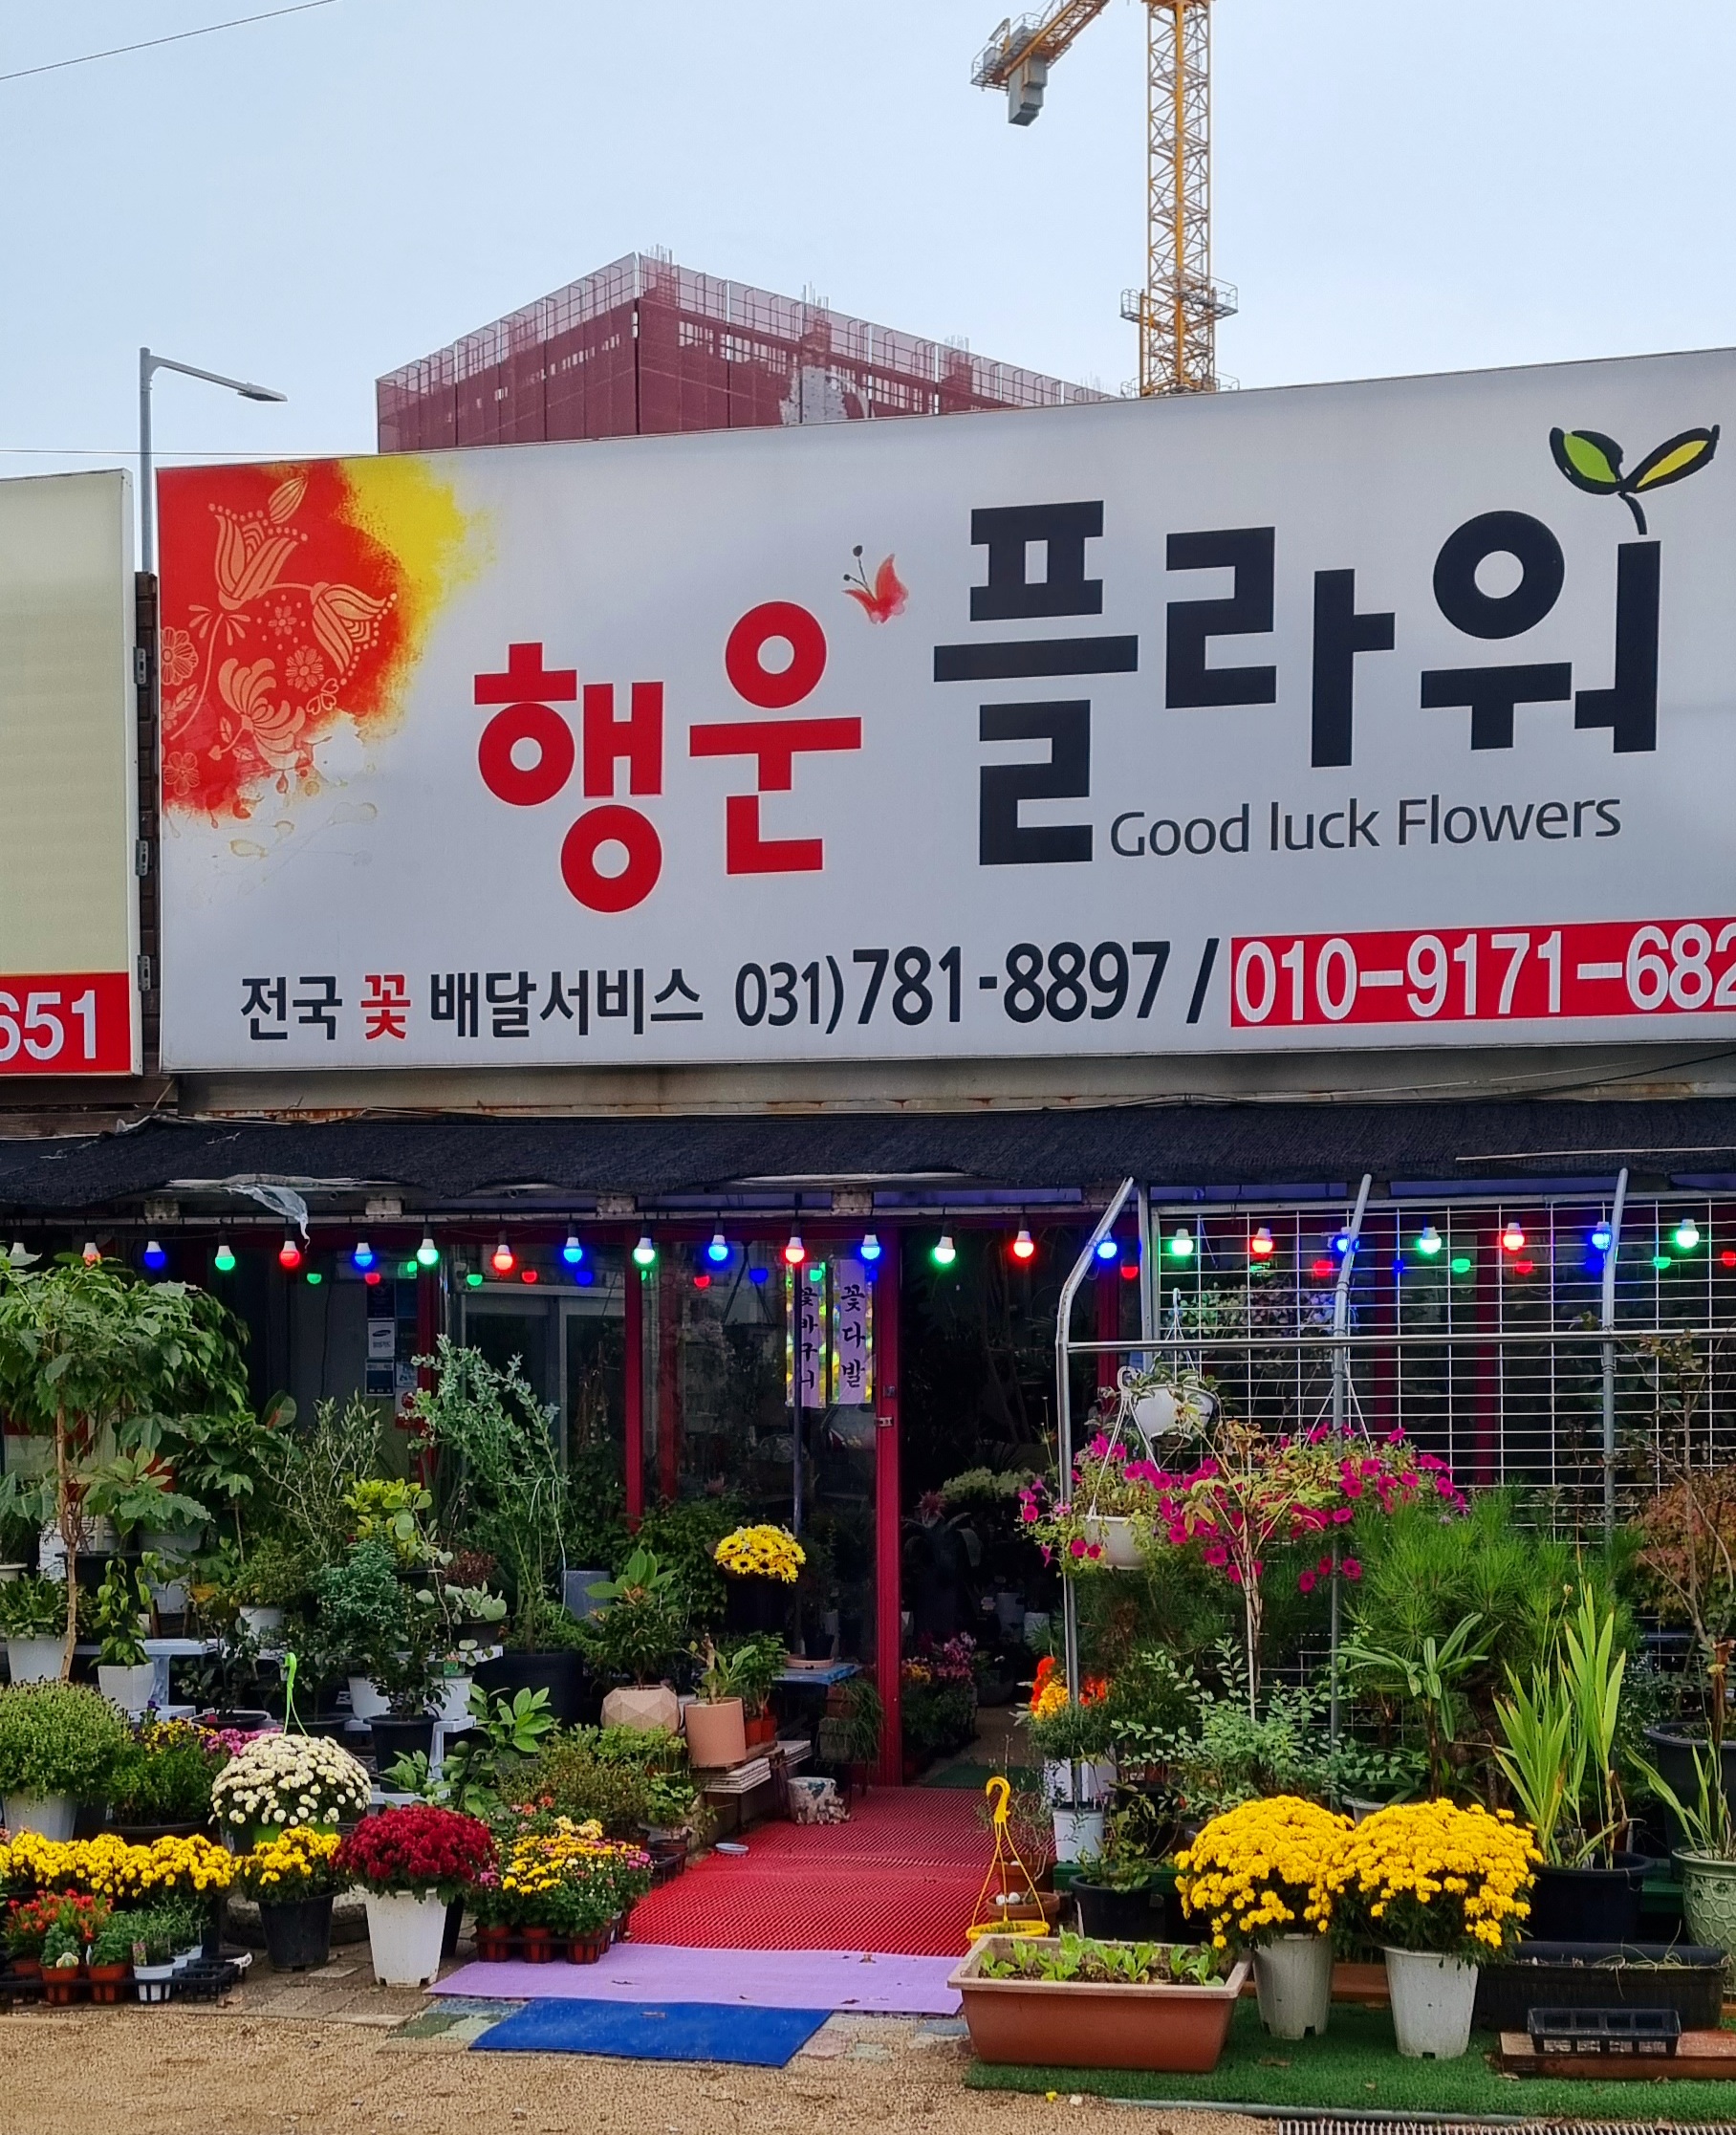 행운 플라워
Good luck Flowers
전국 꽃 배달서비스 031)781-8897 / 010-9171-682
651
꽃바구니
꽃다발